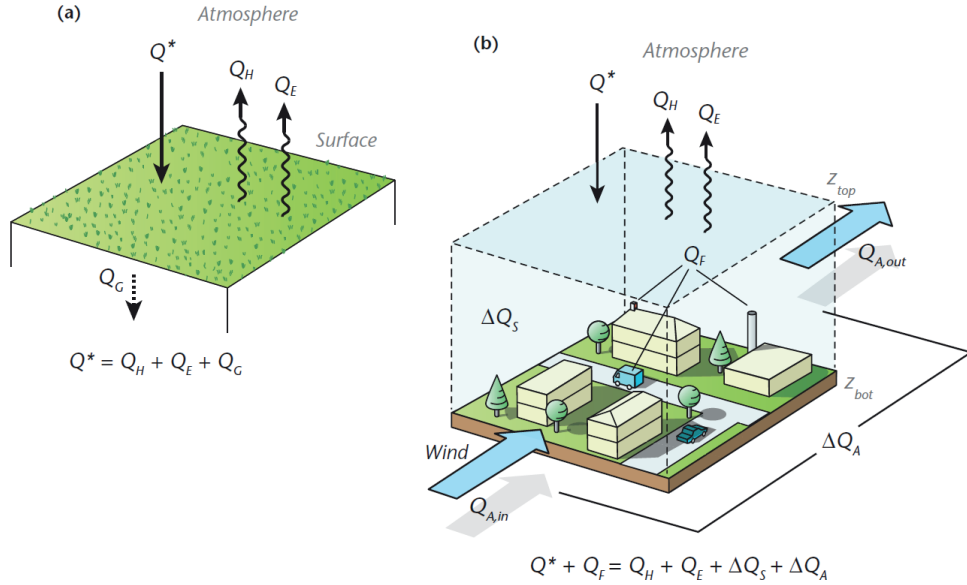 (a)
Atmosphere
Q*
Q_H
Q_E
Surface
Q_G
Q* = Q_H + Q_E + Q_G
(b)
Atmosphere
Q*
Q_H
Q_E
z_top
Q_F
Q_A,out
ΔQ_S
z_bot
ΔQ_A
Wind
Q_A,in
Q* + Q_F = Q_H + Q_E + ΔQ_S + ΔQ_A